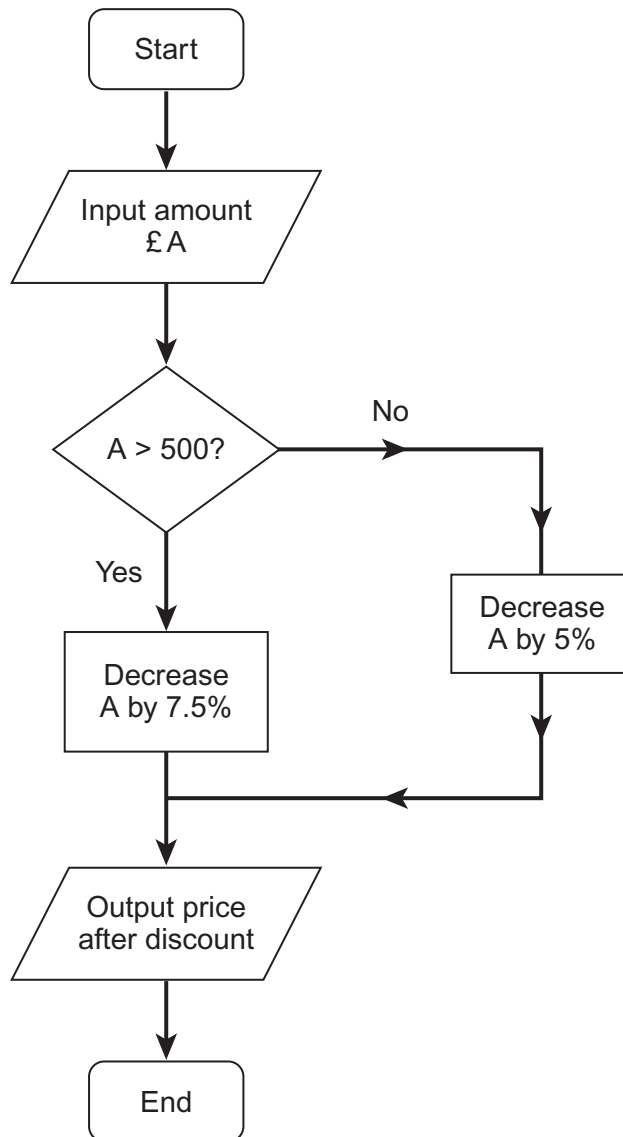 Start
Input amount
£ A
A > 500?
No
Yes
Decrease
A by 5%
Decrease
A by 7.5%
Output price
after discount
End